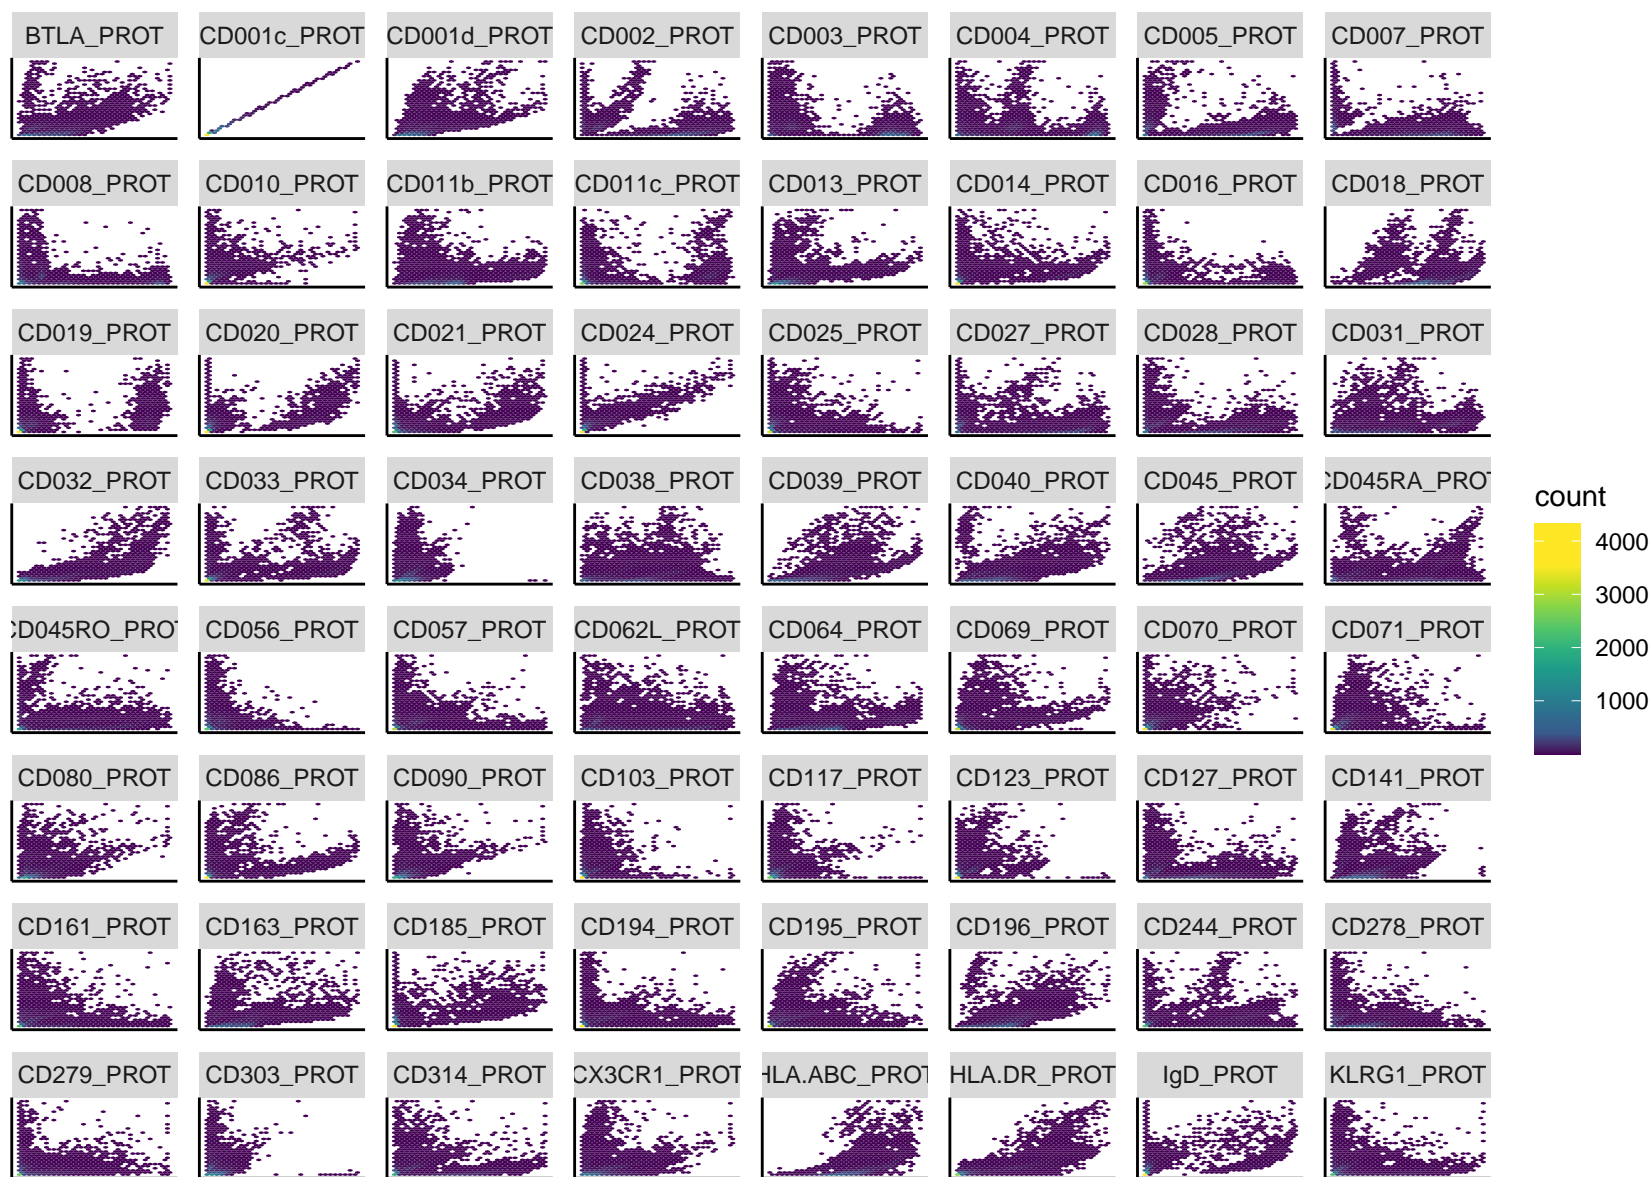 BTLA_PROT CD001c_PROT CD001d_PROT CD002_PROT CD003_PROT CD004_PROT CD005_PROT CD007_PROT
CD008_PROT CD010_PROT CD011b_PROT CD011c_PROT CD013_PROT CD014_PROT CD016_PROT CD018_PROT
CD019_PROT CD020_PROT CD021_PROT CD024_PROT CD025_PROT CD027_PROT CD028_PROT CD031_PROT
CD032_PROT CD033_PROT CD034_PROT CD038_PROT CD039_PROT CD040_PROT CD045_PROT CD045RA_PROT
CD045RO_PROT CD056_PROT CD057_PROT CD062L_PROT CD064_PROT CD069_PROT CD070_PROT CD071_PROT
CD080_PROT CD086_PROT CD090_PROT CD103_PROT CD117_PROT CD123_PROT CD127_PROT CD141_PROT
CD161_PROT CD163_PROT CD185_PROT CD194_PROT CD195_PROT CD196_PROT CD244_PROT CD278_PROT
CD279_PROT CD303_PROT CD314_PROT CX3CR1_PROT HLA.ABC_PROT HLA.DR_PROT IgD_PROT KLRG1_PROT
count
4000
3000
2000
1000